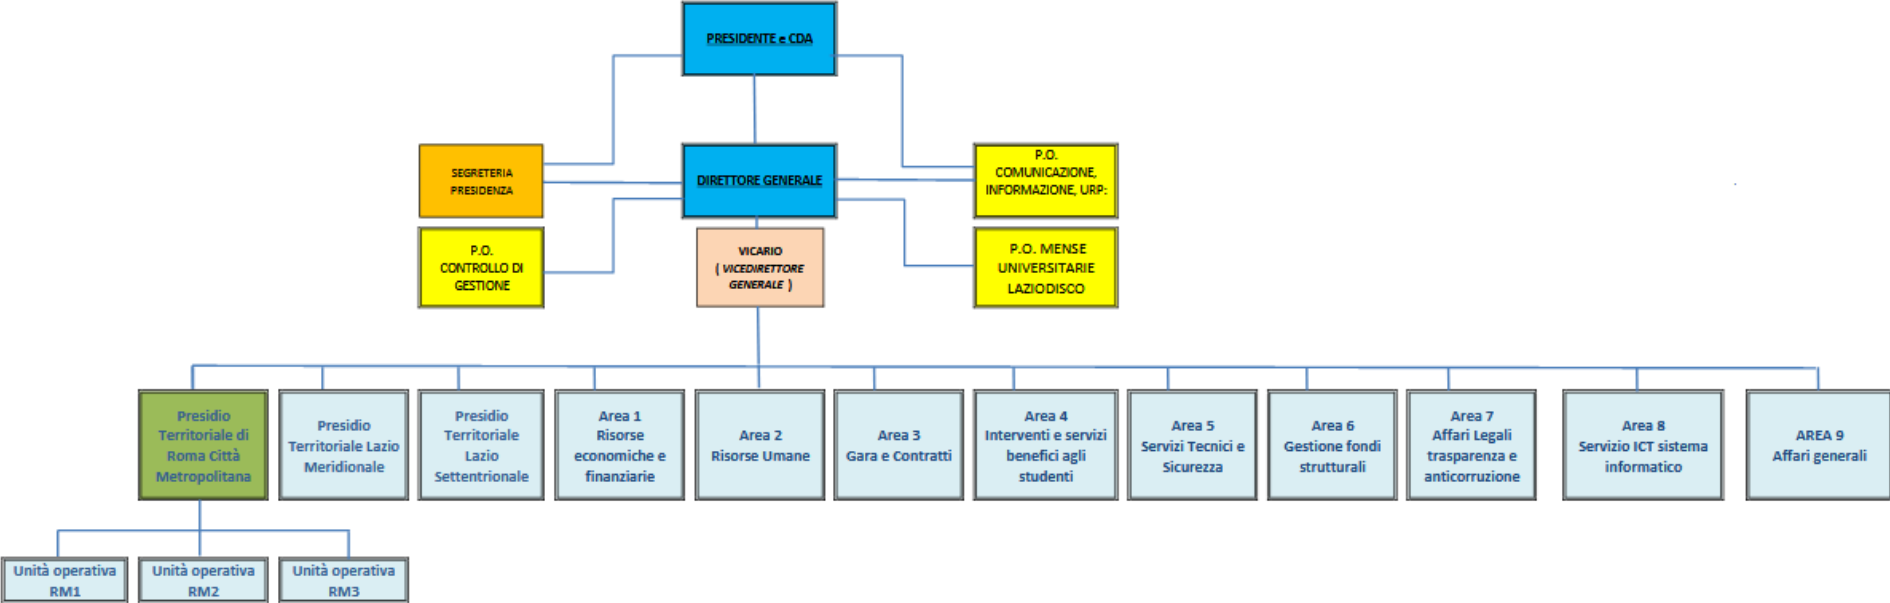 PRESIDENTE e CDA
SEGRETERIA
PRESIDENZA
DIRETTORE GENERALE
P.O.
COMUNICAZIONE,
INFORMAZIONE, URP:
P.O.
CONTROLLO DI
GESTIONE
VICARIO
( VICEDIRETTORE
GENERALE )
P.O. MENSE
UNIVERSITARIE
LAZIODISCO
Presidio
Territoriale di
Roma Città
Metropolitana
Presidio
Territoriale Lazio
Meridionale
Presidio
Territoriale
Lazio
Settentrionale
Area 1
Risorse
economiche e
finanziarie
Area 2
Risorse Umane
Area 3
Gara e Contratti
Area 4
Interventi e servizi
benefici agli
studenti
Area 5
Servizi Tecnici e
Sicurezza
Area 6
Gestione fondi
strutturali
Area 7
Affari Legali
trasparenza e
anticorruzione
Area 8
Servizio ICT sistema
informatico
AREA 9
Affari generali
Unità operativa
RM1
Unità operativa
RM2
Unità operativa
RM3